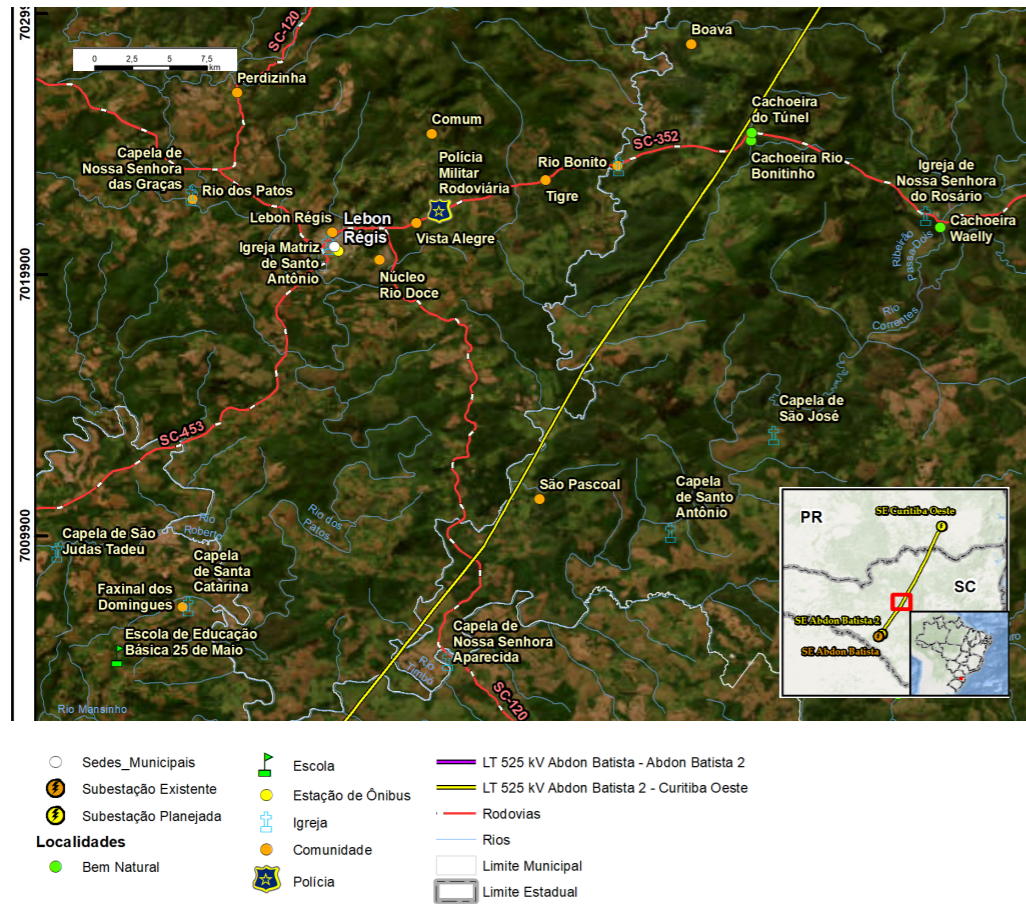 70299
7019900
7009900
0 2,5 5 7,5
km
SC-120
Perdizinha
Boava
Comum
Cachoeira
do Túnel
SC-352
Capela de
Nossa Senhora
das Graças
Rio dos Patos
Polícia
Militar
Rodoviária
Rio Bonito
Tigre
Cachoeira Rio
Bonitinho
Igreja de
Nossa Senhora
do Rosário
Lebon Régis
Lebon
Régis
Vista Alegre
Cachoeira
Waelly
Igreja Matriz
de Santo
Antônio
Núcleo
Rio Doce
Ribeirão
Passa-Dois
Rio
Correntes
Capela de
São José
SC-453
São Pascoal
Capela
de Santo
Antônio
Rio dos
Patos
Rio
Roberto
Capela de São
Judas Tadeu
Capela
de Santa
Catarina
Faxinal dos
Domingues
Escola de Educação
Básica 25 de Maio
Capela de
Nossa Senhora
Aparecida
Rio
Timbó
SC-120
Rio Mansinho
PR
SE Curitiba Oeste
SC
SE Abdon Batista 2
SE Abdon Batista
Sedes_Municipais
Subestação Existente
Subestação Planejada
Localidades
Bem Natural
Escola
Estação de Ônibus
Igreja
Comunidade
Polícia
LT 525 kV Abdon Batista - Abdon Batista 2
LT 525 kV Abdon Batista 2 - Curitiba Oeste
Rodovias
Rios
Limite Municipal
Limite Estadual